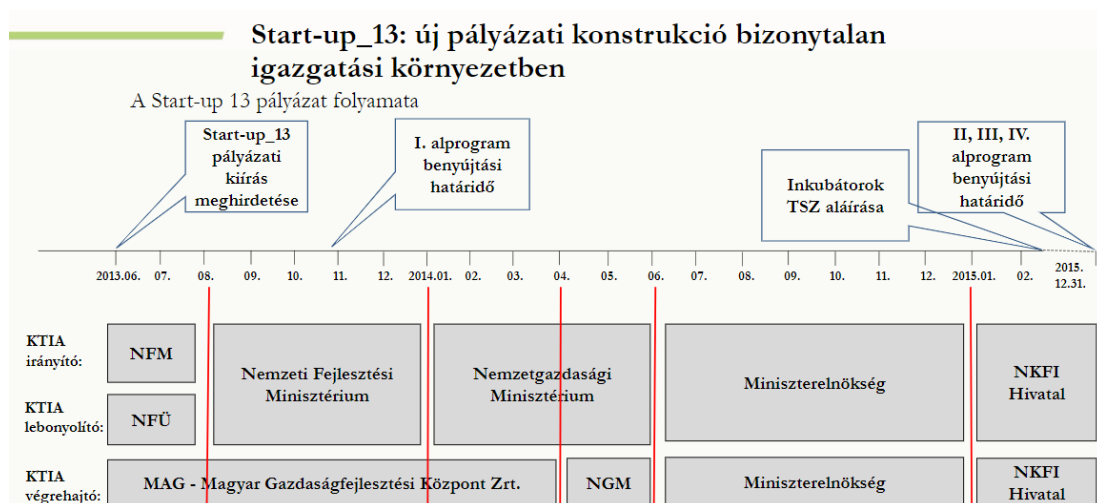 Start-up_13: új pályázati konstrukció bizonytalan
igazgatási környezetben
A Start-up 13 pályázat folyamata
Start-up_13
pályázati
kiírás
meghirdetése
I. alprogram
benyújtási
határidő
Inkubátorok
TSZ aláírása
II, III, IV.
alprogram
benyújtási
határidő
2013.06. 07. 08. 09. 10. 11. 12. 2014.01. 02. 03. 04. 05. 06. 07. 08. 09. 10. 11. 12. 2015.01. 02. 2015.
12.31.
KTIA
irányító:
NFM
KTIA
lebonyolító:
NFÜ
Nemzeti Fejlesztési
Minisztérium
Nemzetgazdasági
Minisztérium
Miniszterelnökség
NKFI
Hivatal
KTIA
végrehajtó:
MAG - Magyar Gazdaságfejlesztési Központ Zrt.
NGM
Miniszterelnökség
NKFI
Hivatal